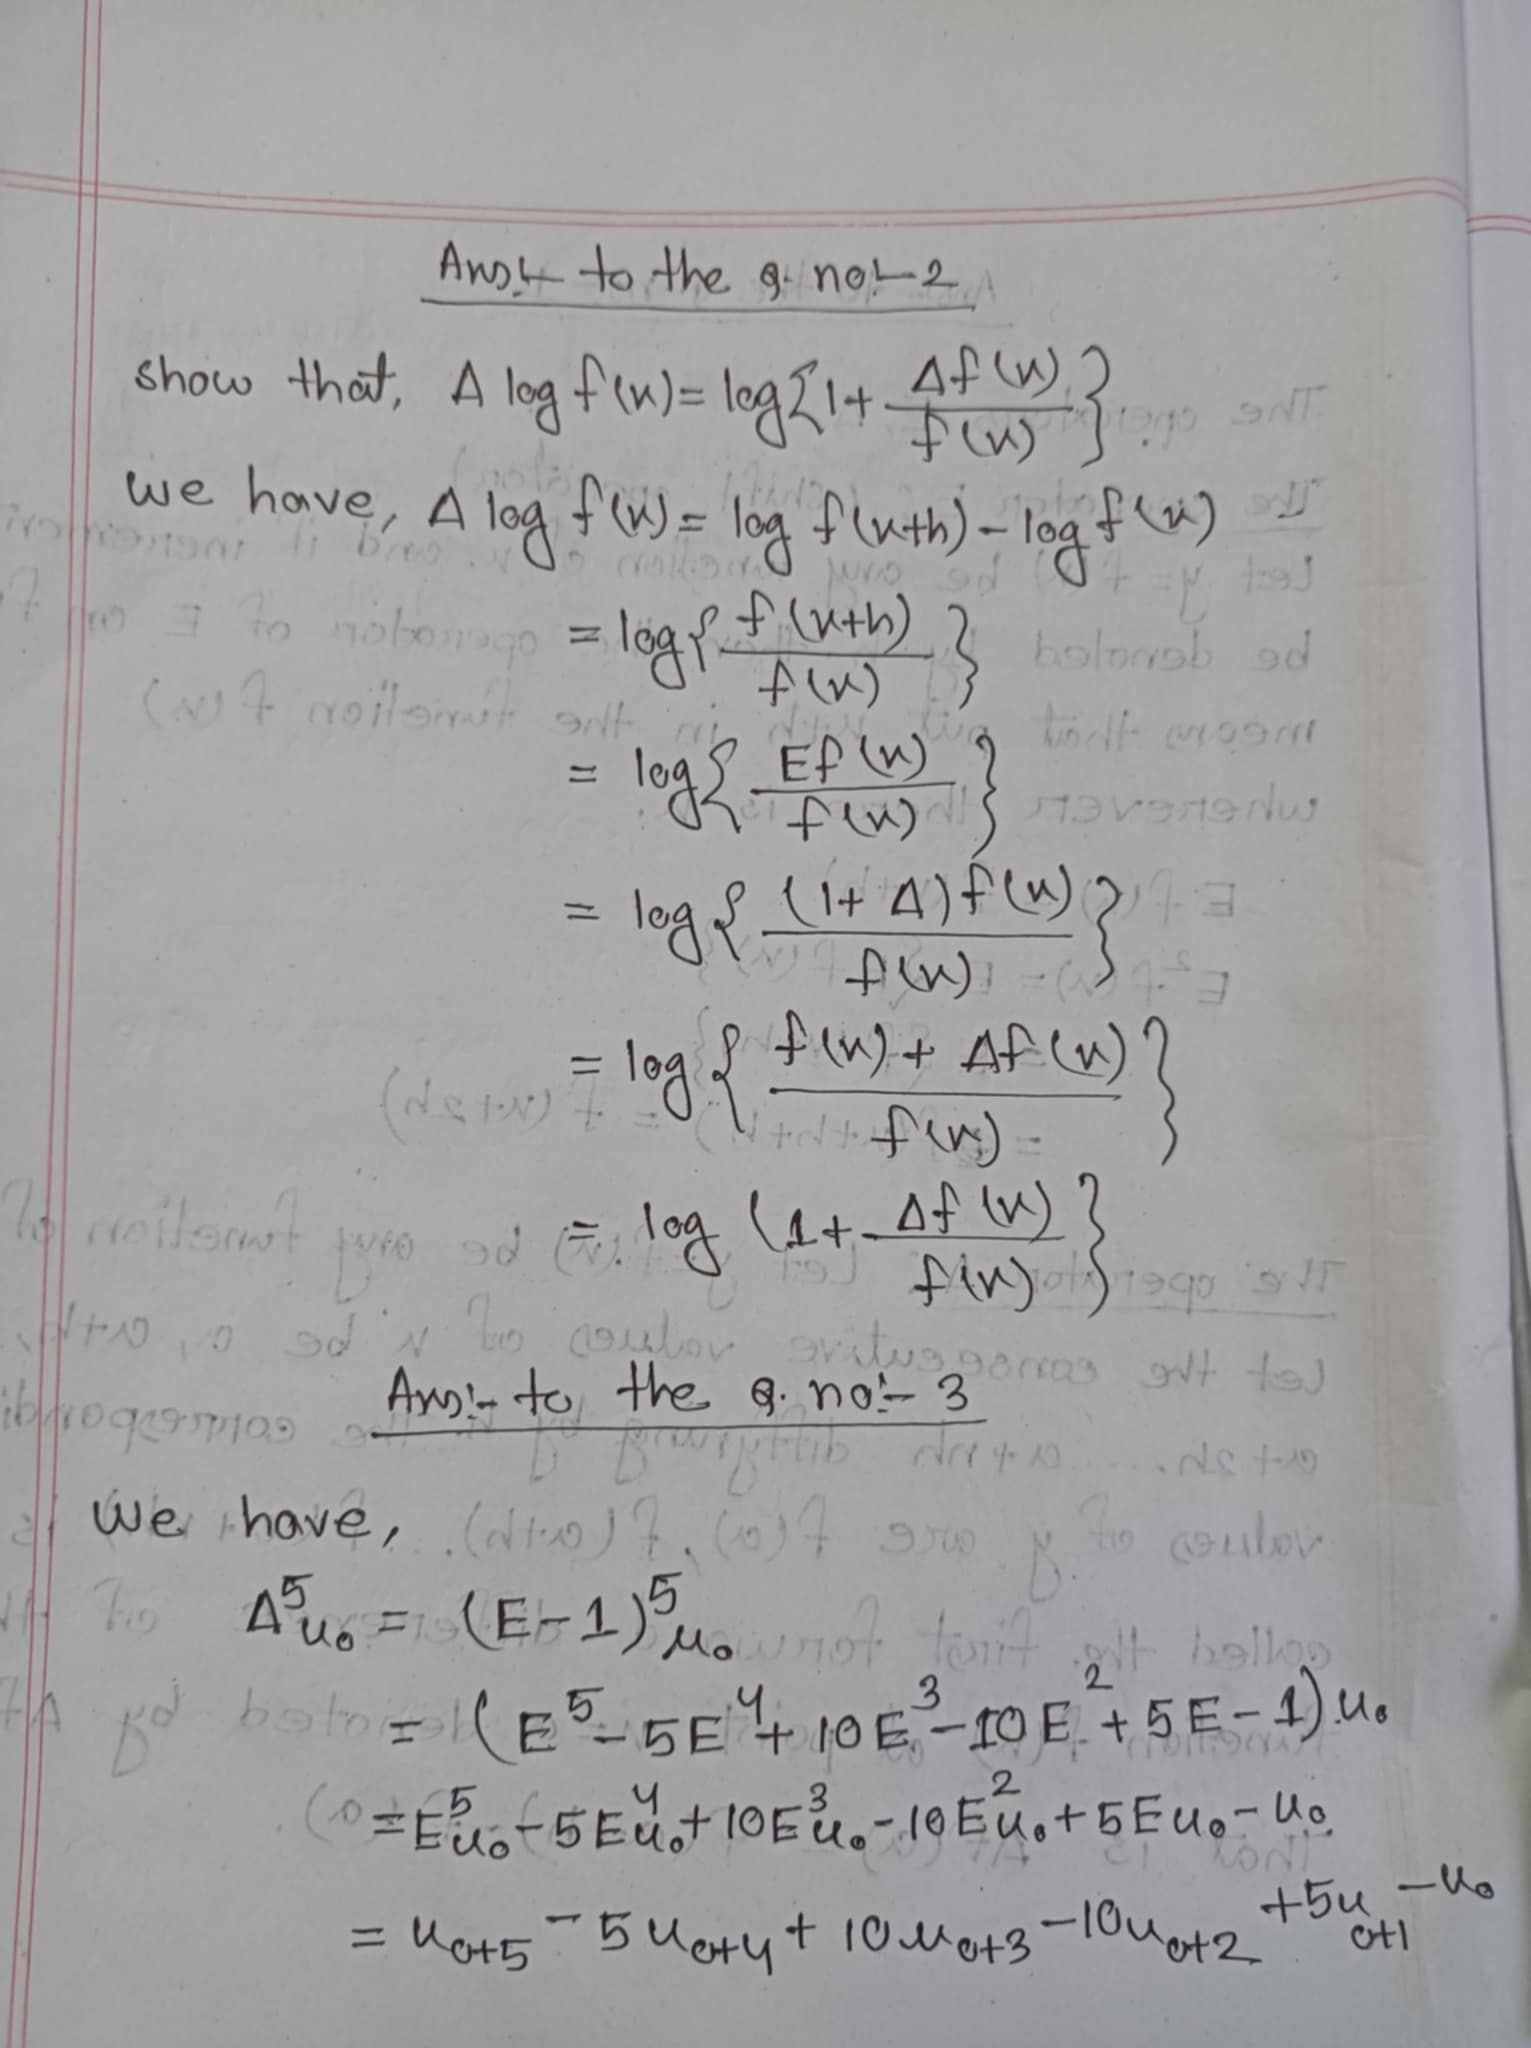 Ans:- to the q. no:-2
show that, Δ log f(x) = log{1+ Δf(x)/f(x)}.
we have, Δ log f(x) = log f(x+h) - log f(x)
= log{f(x+h)/f(x)}
= log{Ef(x)/f(x)}
= log{(1+Δ)f(x)/f(x)}
= log{f(x)+Δf(x)/f(x)}
= log (1+ Δf(x)/f(x)}
Ans:- to the q. no:- 3
We have,
Δ⁵u₀ = (E-1)⁵u₀
= (E⁵ - 5E⁴ + 10E³ - 10E² + 5E - 1).u₀
= E⁵u₀ - 5E⁴u₀ + 10E³u₀ - 10E²u₀ + 5Eu₀ - u₀
= u₀₊₅ - 5u₀₊₄ + 10u₀₊₃ - 10u₀₊₂ + 5u₀₊₁ - u₀